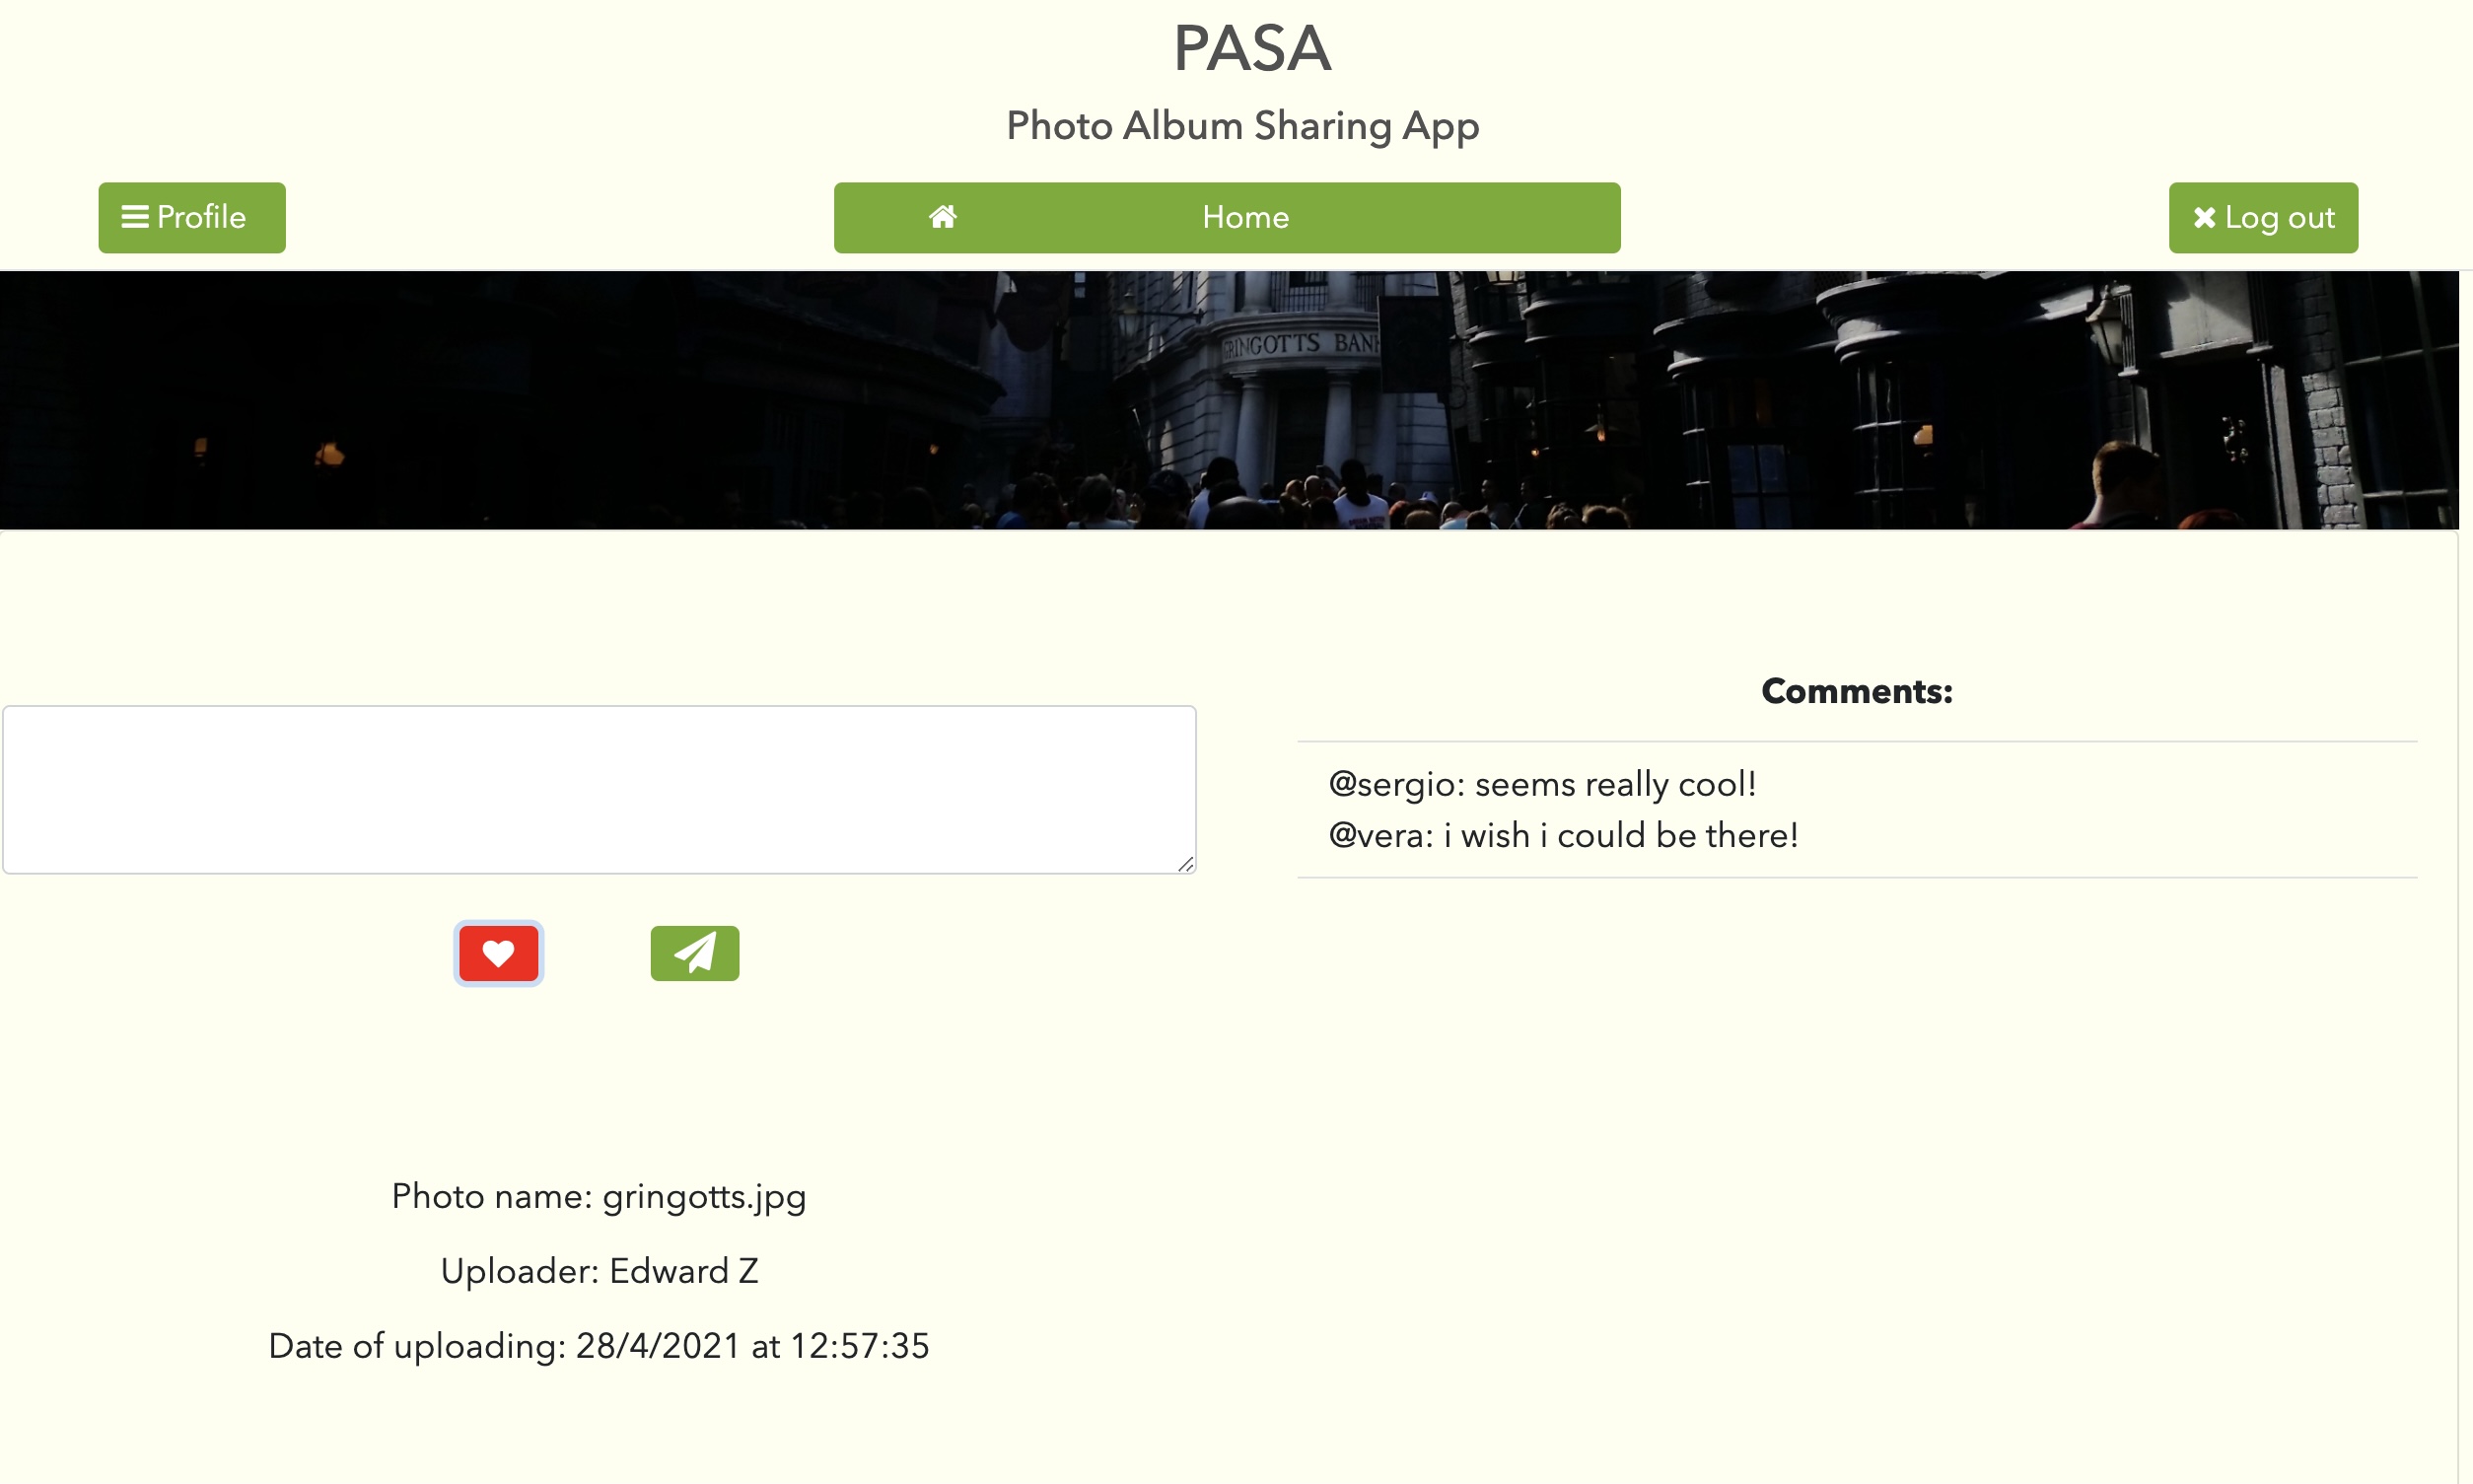 PASA
Photo Album Sharing App
Profile
Home
Log out
GRINGOTTS BANK
Comments:
@sergio: seems really cool!
@vera: i wish i could be there!
Photo name: gringotts.jpg
Uploader: Edward Z
Date of uploading: 28/4/2021 at 12:57:35